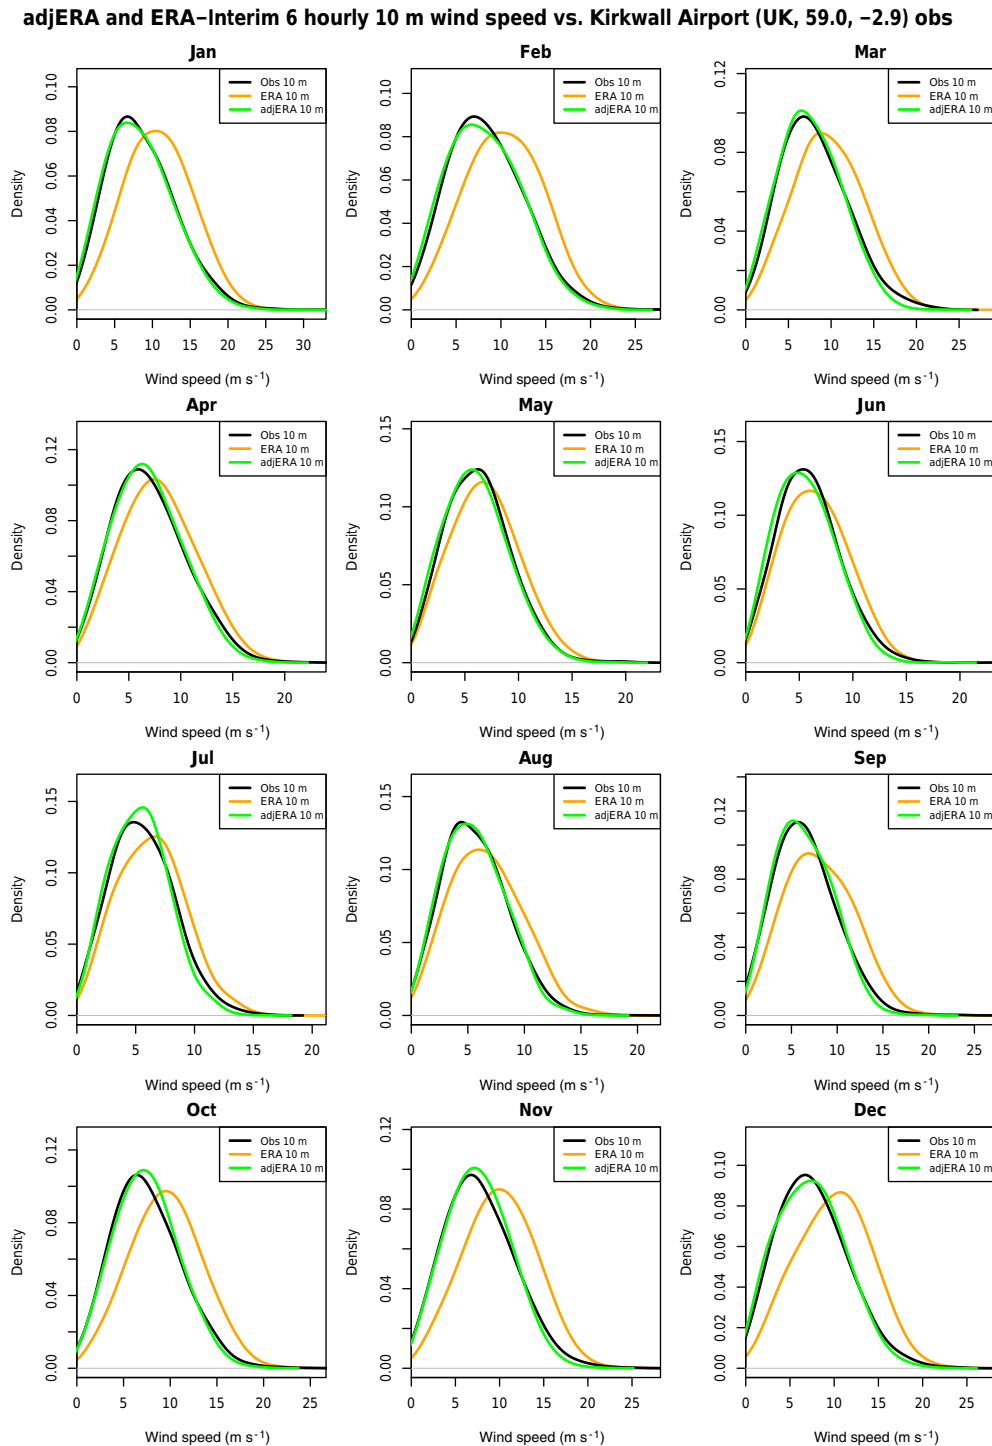 adjERA and ERA−Interim 6 hourly 10 m wind speed vs. Kirkwall Airport (UK, 59.0, −2.9) obs
Jan
Density
0.00 0.02 0.04 0.06 0.08 0.10
Obs 10 m
ERA 10 m
adjERA 10 m
0 5 10 15 20 25 30
Wind speed (m s⁻¹)
Feb
Density
0.00 0.02 0.04 0.06 0.08 0.10
Obs 10 m
ERA 10 m
adjERA 10 m
0 5 10 15 20 25
Wind speed (m s⁻¹)
Mar
Density
0.00 0.04 0.08 0.12
Obs 10 m
ERA 10 m
adjERA 10 m
0 5 10 15 20 25
Wind speed (m s⁻¹)
Apr
Density
0.00 0.04 0.08 0.12
Obs 10 m
ERA 10 m
adjERA 10 m
0 5 10 15 20
Wind speed (m s⁻¹)
May
Density
0.00 0.05 0.10 0.15
Obs 10 m
ERA 10 m
adjERA 10 m
0 5 10 15 20
Wind speed (m s⁻¹)
Jun
Density
0.00 0.05 0.10 0.15
Obs 10 m
ERA 10 m
adjERA 10 m
0 5 10 15 20
Wind speed (m s⁻¹)
Jul
Density
0.00 0.05 0.10 0.15
Obs 10 m
ERA 10 m
adjERA 10 m
0 5 10 15 20
Wind speed (m s⁻¹)
Aug
Density
0.00 0.05 0.10 0.15
Obs 10 m
ERA 10 m
adjERA 10 m
0 5 10 15 20
Wind speed (m s⁻¹)
Sep
Density
0.00 0.04 0.08 0.12
Obs 10 m
ERA 10 m
adjERA 10 m
0 5 10 15 20 25
Wind speed (m s⁻¹)
Oct
Density
0.00 0.04 0.08 0.12
Obs 10 m
ERA 10 m
adjERA 10 m
0 5 10 15 20 25
Wind speed (m s⁻¹)
Nov
Density
0.00 0.04 0.08 0.12
Obs 10 m
ERA 10 m
adjERA 10 m
0 5 10 15 20 25
Wind speed (m s⁻¹)
Dec
Density
0.00 0.02 0.04 0.06 0.08 0.10
Obs 10 m
ERA 10 m
adjERA 10 m
0 5 10 15 20 25
Wind speed (m s⁻¹)